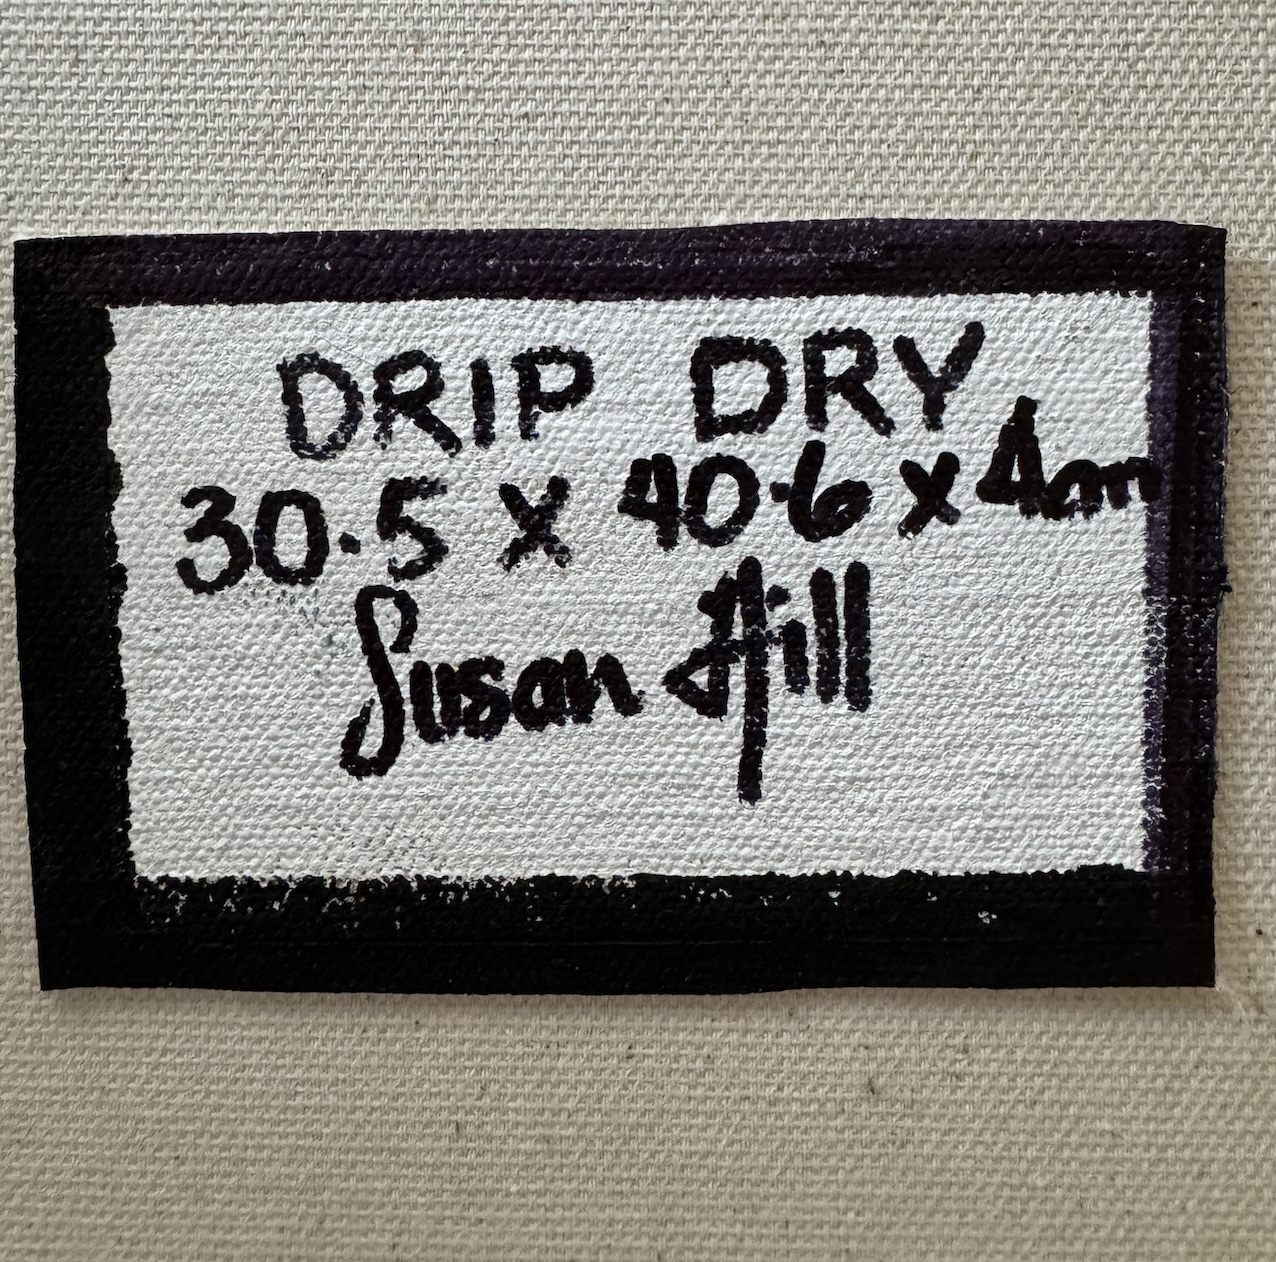 DRIP DRY
30.5 x 40.6 x 4cm
Susan Hill